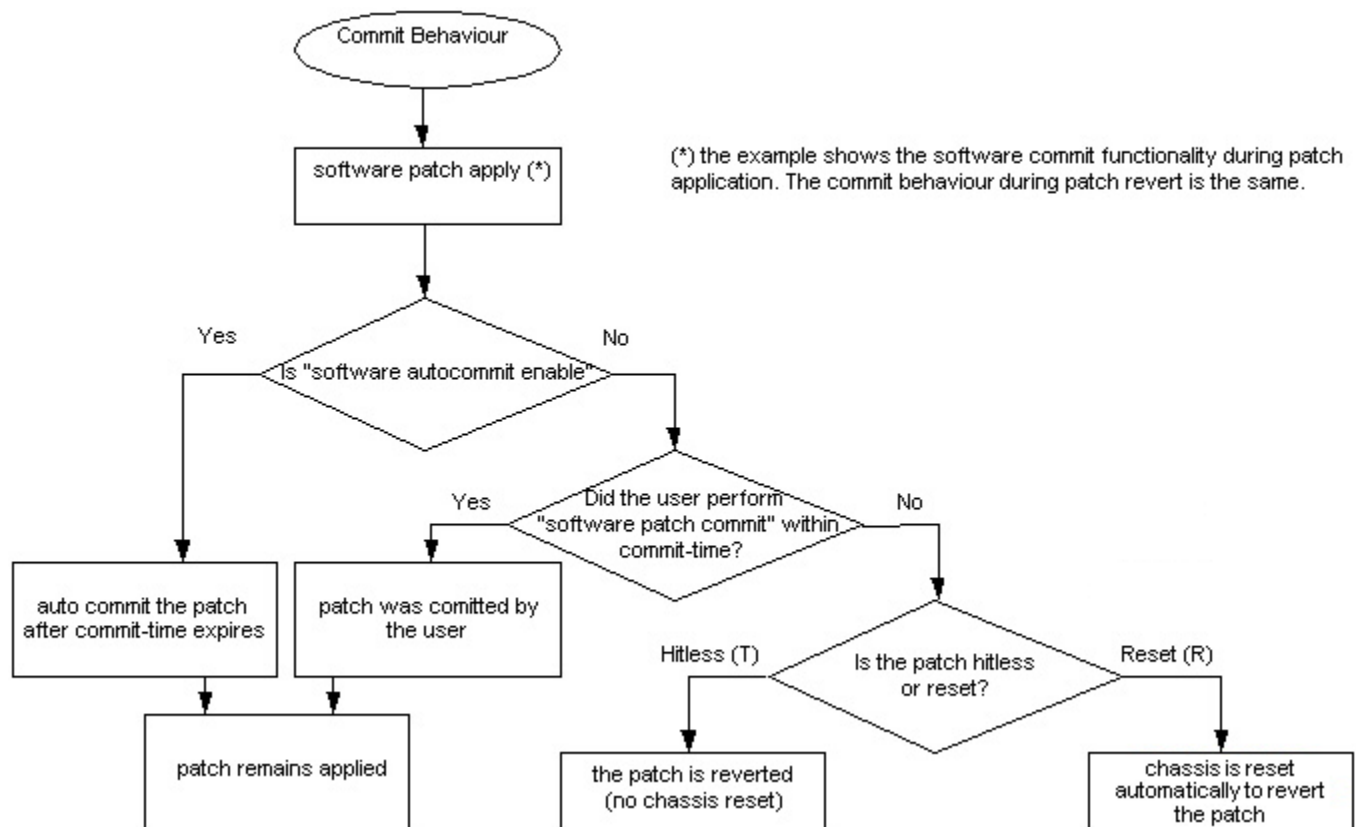 Commit Behaviour
software patch apply (*)
(*) the example shows the software commit functionality during patch
application. The commit behaviour during patch revert is the same.
Yes
No
Is "software autocommit enable"
Yes
No
Did the user perform
"software patch commit" within
commit-time?
auto commit the patch
after commit-time expires
patch was comitted by
the user
Hitless (T)
Reset (R)
Is the patch hitless
or reset?
patch remains applied
the patch is reverted
(no chassis reset)
chassis is reset
automatically to revert
the patch